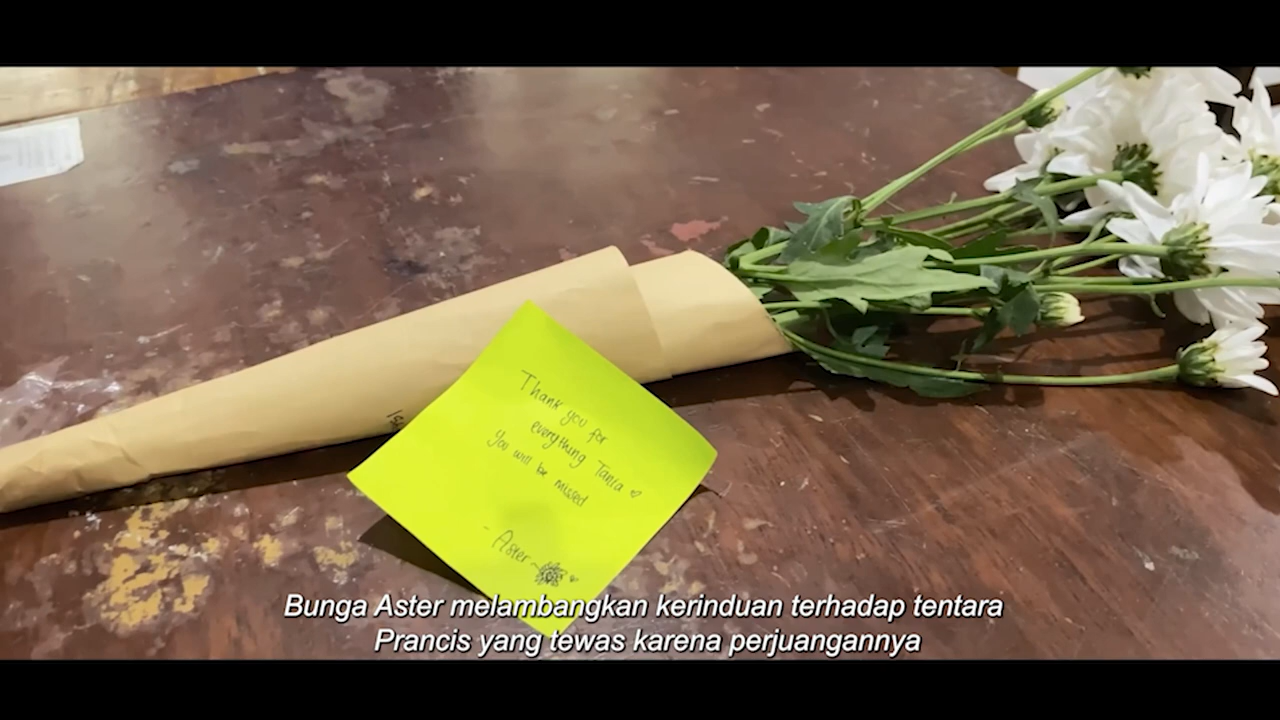 Thank you for
everything Tania
You will be missed
- Aster
Bunga Aster melambangkan kerinduan terhadap tentara
Prancis yang tewas karena perjuangannya